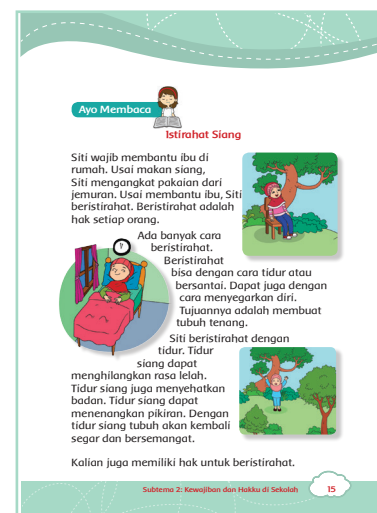 Ayo Membaca
Istirahat Siang
Siti wajib membantu ibu di
rumah. Usai makan siang,
Siti mengangkat pakaian dari
jemuran. Usai membantu ibu, Siti
beristirahat. Beristirahat adalah
hak setiap orang.
Ada banyak cara
beristirahat.
Beristirahat
bisa dengan cara tidur atau
bersantai. Dapat juga dengan
cara menyegarkan diri.
Tujuannya adalah membuat
tubuh tenang.
Siti beristirahat dengan
tidur. Tidur
siang dapat
menghilangkan rasa lelah.
Tidur siang juga menyehatkan
badan. Tidur siang dapat
menenangkan pikiran. Dengan
tidur siang tubuh akan kembali
segar dan bersemangat.
Kalian juga memiliki hak untuk beristirahat.
Subtema 2: Kewajiban dan Hakku di Sekolah
15